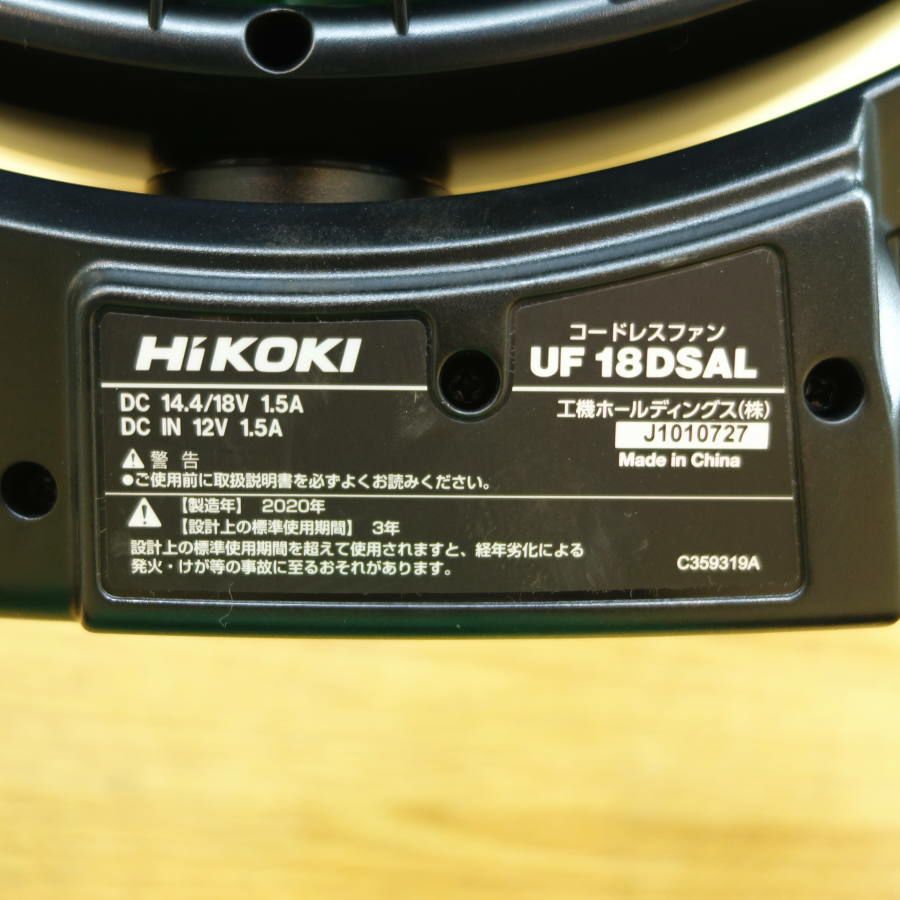 HiKOKI
コードレスファン
UF 18DSAL
DC 14.4/18V 1.5A
DC IN 12V 1.5A
工機ホールディングス(株)
J1010727
Made in China
警告
●ご使用前に取扱説明書を必ずよくお読みください。
【製造年】 2020年
【設計上の標準使用期間】 3年
設計上の標準使用期間を超えて使用されますと、経年劣化による
発火・けが等の事故に至るおそれがあります。
C359319A